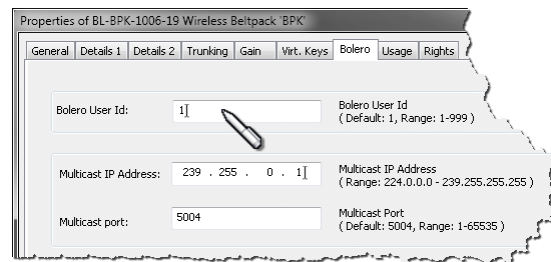 Properties of BL-BPK-1006-19 Wireless Beltpack 'BPK'
General Details 1 Details 2 Trunking Gain Virt. Keys Bolero Usage Rights
Bolero User Id: 1 Bolero User Id
( Default: 1, Range: 1-999 )
Multicast IP Address: 239 . 255 . 0 . 1 Multicast IP Address
( Range: 224.0.0.0 - 239.255.255.255 )
Multicast port: 5004 Multicast Port
( Default: 5004, Range: 1-65535 )